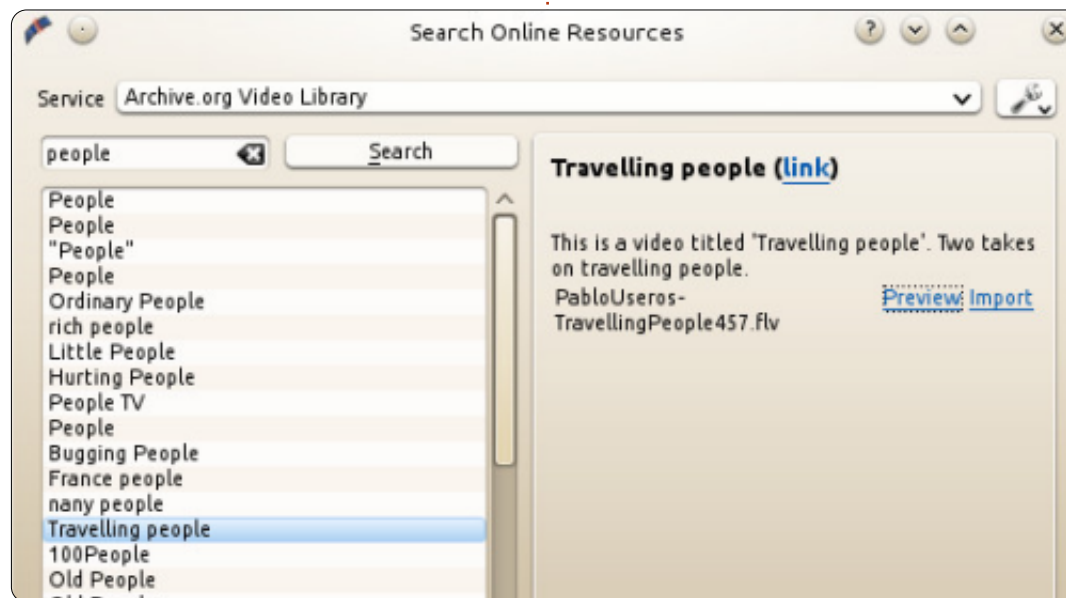 Search Online Resources
Service Archive.org Video Library
people Search
People
People
"People"
People
Ordinary People
rich people
Little People
Hurting People
People TV
People
Bugging People
France people
nany people
Travelling people
100People
Old People
Travelling people (link)
This is a video titled 'Travelling people'. Two takes
on travelling people.
PabloUseros- Preview Import
TravellingPeople457.flv